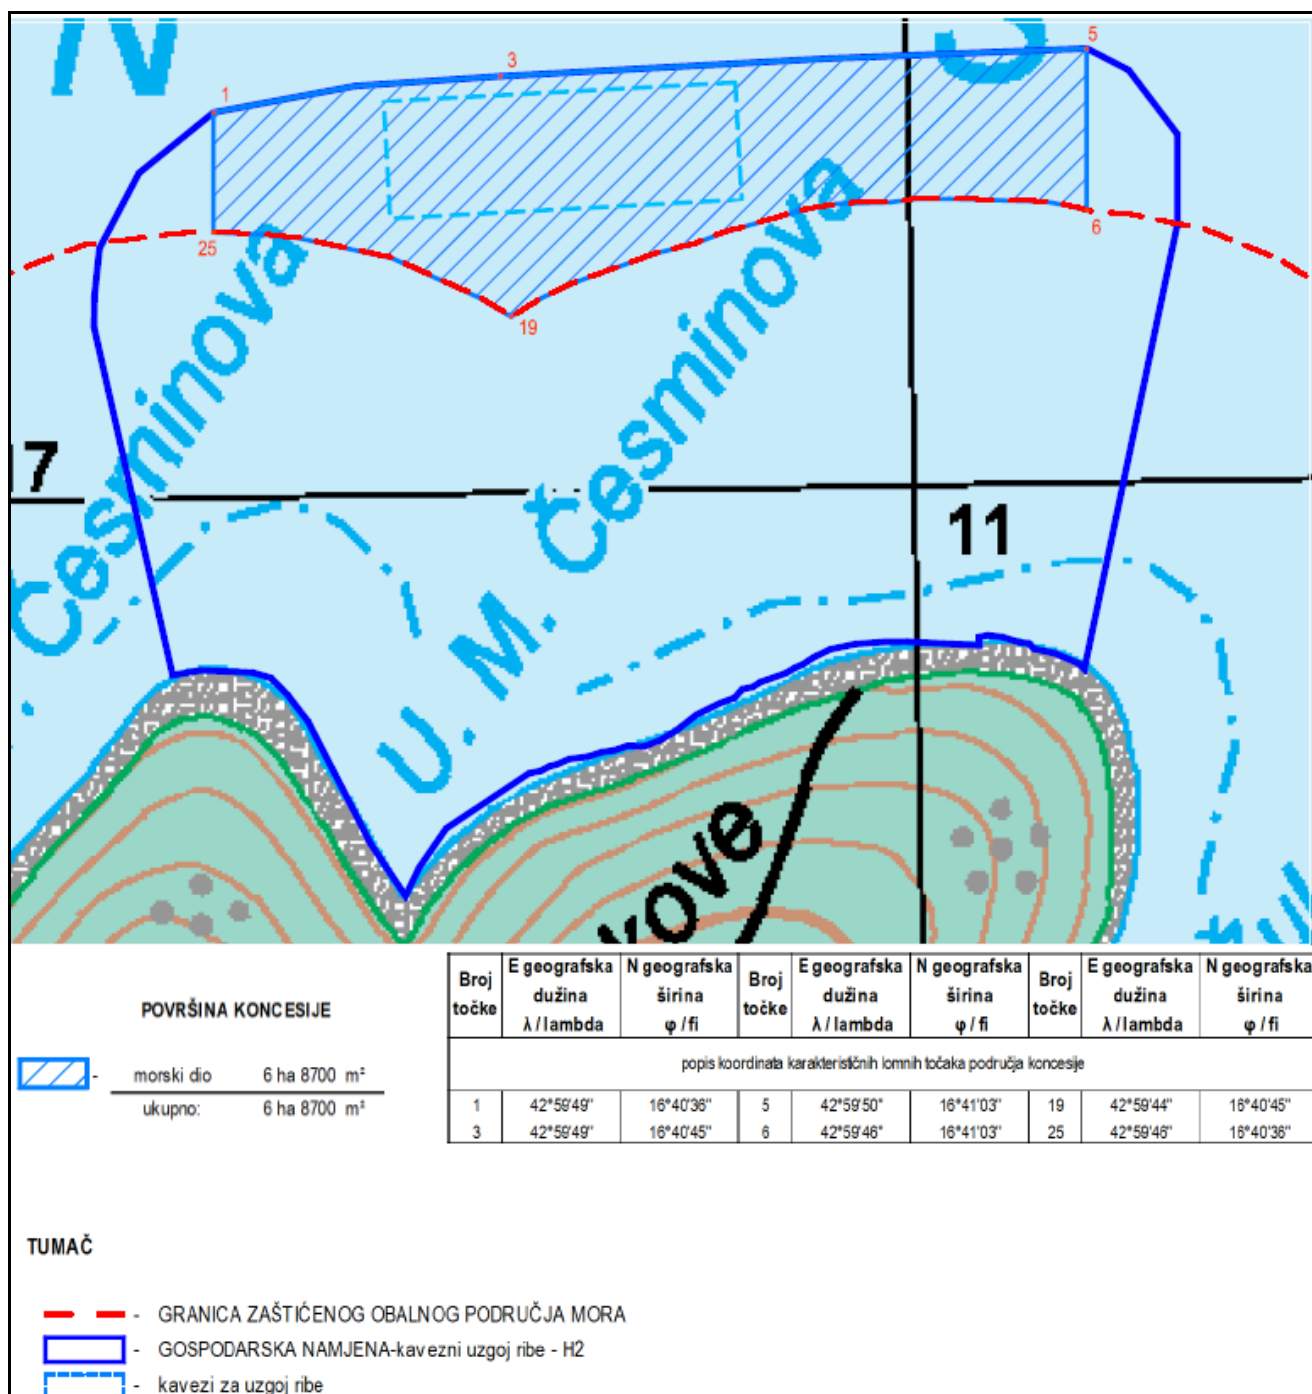 N
S
1
3
5
25
19
6
Česminova
U. M. Česminova
7
11
kove
POVRŠINA KONCESIJE
- morski dio 6 ha 8700 m²
ukupno: 6 ha 8700 m²
Broj točke E geografska dužina λ / lambda N geografska širina φ / fi Broj točke E geografska dužina λ / lambda N geografska širina φ / fi Broj točke E geografska dužina λ / lambda N geografska širina φ / fi
popis koordinata karakterističnih lomnih točaka područja koncesije
1 42°59'49" 16°40'36" 5 42°59'50" 16°41'03" 19 42°59'44" 16°40'45"
3 42°59'49" 16°40'45" 6 42°59'46" 16°41'03" 25 42°59'46" 16°40'36"
TUMAČ
- GRANICA ZAŠTIĆENOG OBALNOG PODRUČJA MORA
- GOSPODARSKA NAMJENA-kavezni uzgoj ribe - H2
- kavezi za uzgoj ribe